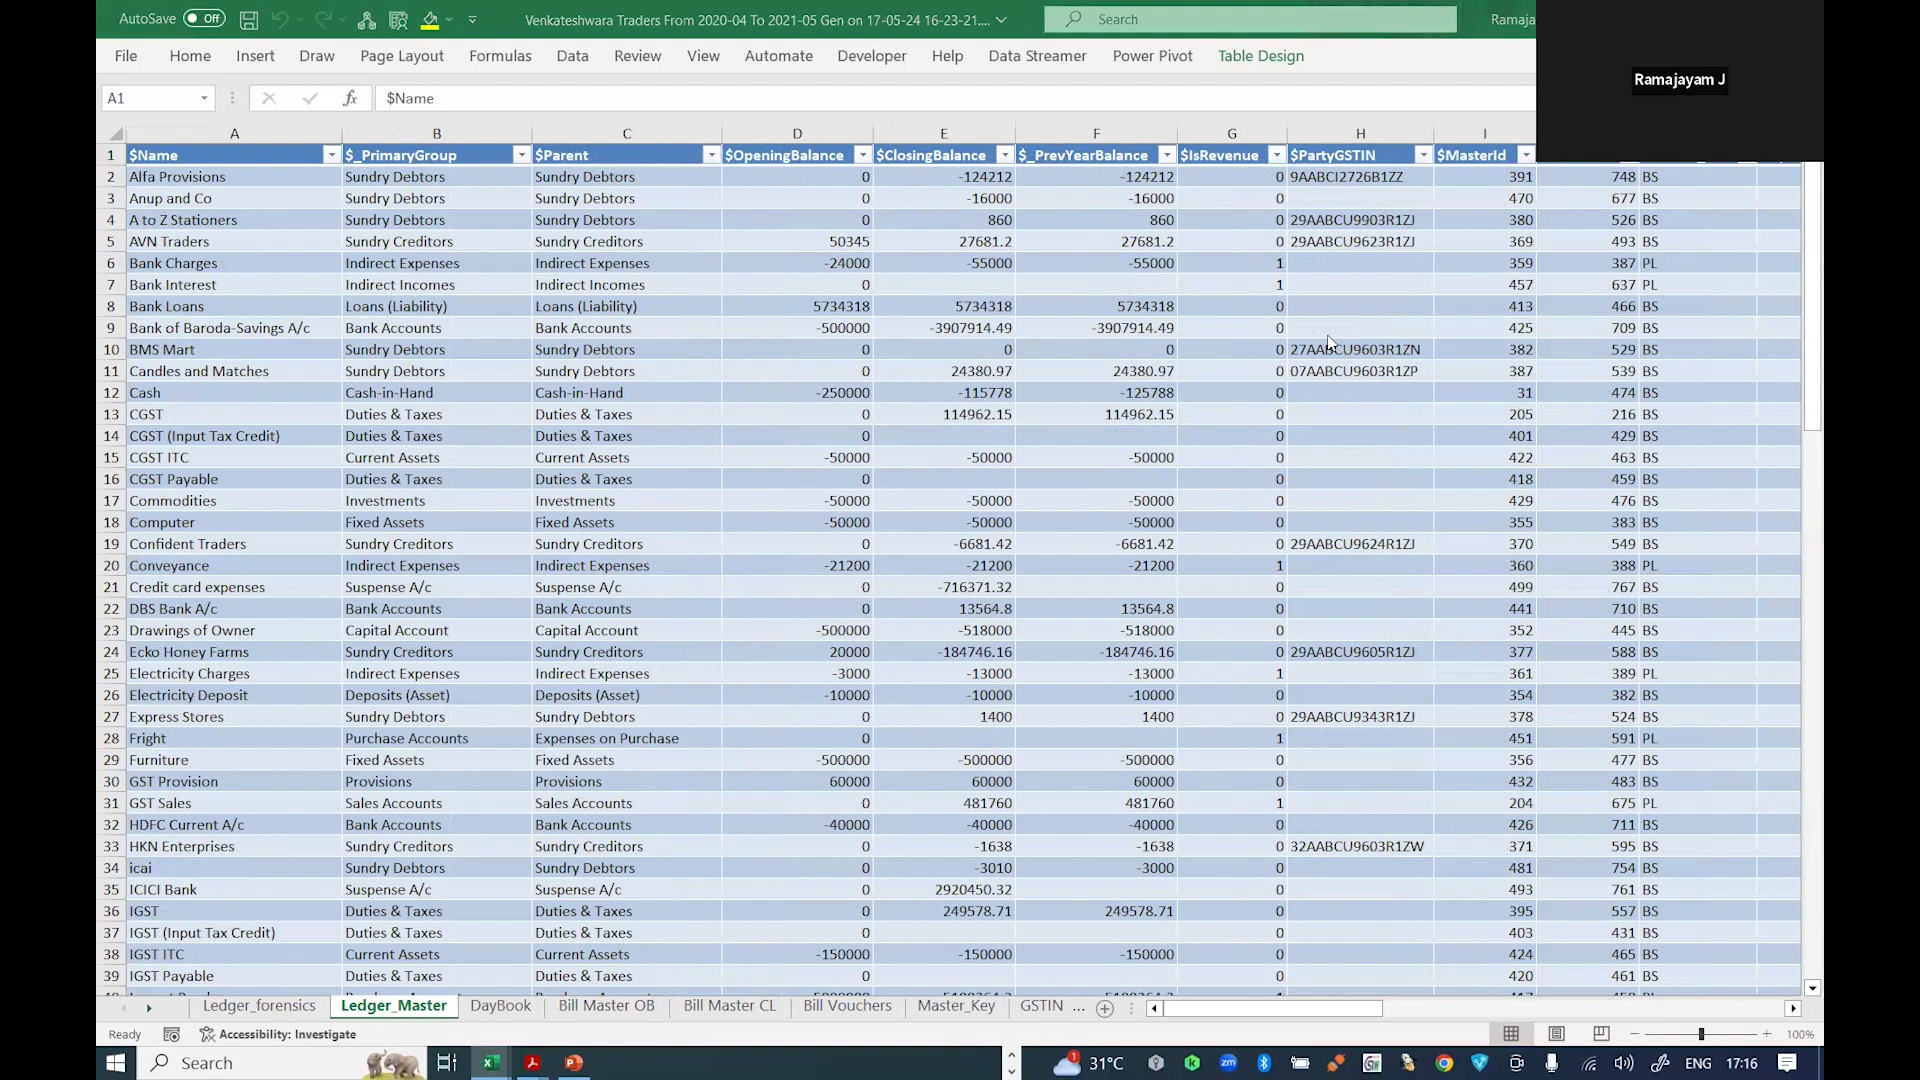 AutoSave Off Venkateshwara Traders From 2020-04 To 2021-05 Gen on 17-05-24 16-23-21.... Search Ramaja
Ramajayam J
File Home Insert Draw Page Layout Formulas Data Review View Automate Developer Help Data Streamer Power Pivot Table Design
A1 fx $Name
A B C D E F G H I
1 $Name $_PrimaryGroup $Parent $OpeningBalance $ClosingBalance $_PrevYearBalance $IsRevenue $PartyGSTIN $MasterId
2 Alfa Provisions Sundry Debtors Sundry Debtors 0 -124212 -124212 0 9AABCI2726B1ZZ 391 748 BS
3 Anup and Co Sundry Debtors Sundry Debtors 0 -16000 -16000 0 470 677 BS
4 A to Z Stationers Sundry Debtors Sundry Debtors 0 860 860 0 29AABCU9903R1ZJ 380 526 BS
5 AVN Traders Sundry Creditors Sundry Creditors 50345 27681.2 27681.2 0 29AABCU9623R1ZJ 369 493 BS
6 Bank Charges Indirect Expenses Indirect Expenses -24000 -55000 -55000 1 359 387 PL
7 Bank Interest Indirect Incomes Indirect Incomes 0 1 457 637 PL
8 Bank Loans Loans (Liability) Loans (Liability) 5734318 5734318 5734318 0 413 466 BS
9 Bank of Baroda-Savings A/c Bank Accounts Bank Accounts -500000 -3907914.49 -3907914.49 0 425 709 BS
10 BMS Mart Sundry Debtors Sundry Debtors 0 0 0 0 27AABCU9603R1ZN 382 529 BS
11 Candles and Matches Sundry Debtors Sundry Debtors 0 24380.97 24380.97 0 07AABCU9603R1ZP 387 539 BS
12 Cash Cash-in-Hand Cash-in-Hand -250000 -115778 -125788 0 31 474 BS
13 CGST Duties & Taxes Duties & Taxes 0 114962.15 114962.15 0 205 216 BS
14 CGST (Input Tax Credit) Duties & Taxes Duties & Taxes 0 0 401 429 BS
15 CGST ITC Current Assets Current Assets -50000 -50000 -50000 0 422 463 BS
16 CGST Payable Duties & Taxes Duties & Taxes 0 0 418 459 BS
17 Commodities Investments Investments -50000 -50000 -50000 0 429 476 BS
18 Computer Fixed Assets Fixed Assets -50000 -50000 -50000 0 355 383 BS
19 Confident Traders Sundry Creditors Sundry Creditors 0 -6681.42 -6681.42 0 29AABCU9624R1ZJ 370 549 BS
20 Conveyance Indirect Expenses Indirect Expenses -21200 -21200 -21200 1 360 388 PL
21 Credit card expenses Suspense A/c Suspense A/c 0 -716371.32 0 499 767 BS
22 DBS Bank A/c Bank Accounts Bank Accounts 0 13564.8 13564.8 0 441 710 BS
23 Drawings of Owner Capital Account Capital Account -500000 -518000 -518000 0 352 445 BS
24 Ecko Honey Farms Sundry Creditors Sundry Creditors 20000 -184746.16 -184746.16 0 29AABCU9605R1ZJ 377 588 BS
25 Electricity Charges Indirect Expenses Indirect Expenses -3000 -13000 -13000 1 361 389 PL
26 Electricity Deposit Deposits (Asset) Deposits (Asset) -10000 -10000 -10000 0 354 382 BS
27 Express Stores Sundry Debtors Sundry Debtors 0 1400 1400 0 29AABCU9343R1ZJ 378 524 BS
28 Fright Purchase Accounts Expenses on Purchase 0 1 451 591 PL
29 Furniture Fixed Assets Fixed Assets -500000 -500000 -500000 0 356 477 BS
30 GST Provision Provisions Provisions 60000 60000 60000 0 432 483 BS
31 GST Sales Sales Accounts Sales Accounts 0 481760 481760 1 204 675 PL
32 HDFC Current A/c Bank Accounts Bank Accounts -40000 -40000 -40000 0 426 711 BS
33 HKN Enterprises Sundry Creditors Sundry Creditors 0 -1638 -1638 0 32AABCU9603R1ZW 371 595 BS
34 icai Sundry Debtors Sundry Debtors 0 -3010 -3000 0 481 754 BS
35 ICICI Bank Suspense A/c Suspense A/c 0 2920450.32 0 493 761 BS
36 IGST Duties & Taxes Duties & Taxes 0 249578.71 249578.71 0 395 557 BS
37 IGST (Input Tax Credit) Duties & Taxes Duties & Taxes 0 0 403 431 BS
38 IGST ITC Current Assets Current Assets -150000 -150000 -150000 0 424 465 BS
39 IGST Payable Duties & Taxes Duties & Taxes 0 0 420 461 BS
Ledger_forensics Ledger_Master DayBook Bill Master OB Bill Master CL Bill Vouchers Master_Key GSTIN ...
Ready Accessibility: Investigate 100%
Search 1 31°C ENG 17:16